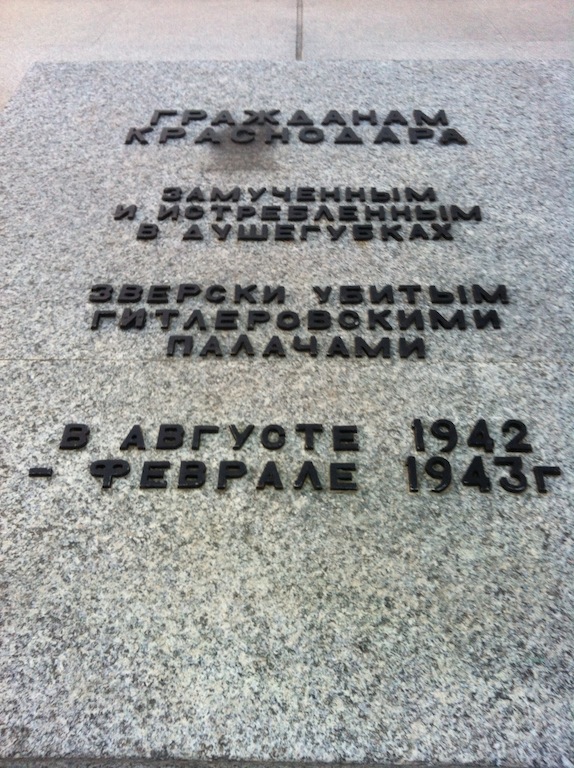 ГРАЖДАНАМ
КРАСНОДАРА
ЗАМУЧЕННЫМ
И ИСТРЕБЛЕННЫМ
В ДУШЕГУБКАХ
ЗВЕРСКИ УБИТЫМ
ГИТЛЕРОВСКИМИ
ПАЛАЧАМИ
В АВГУСТЕ 1942
- ФЕВРАЛЕ 1943г